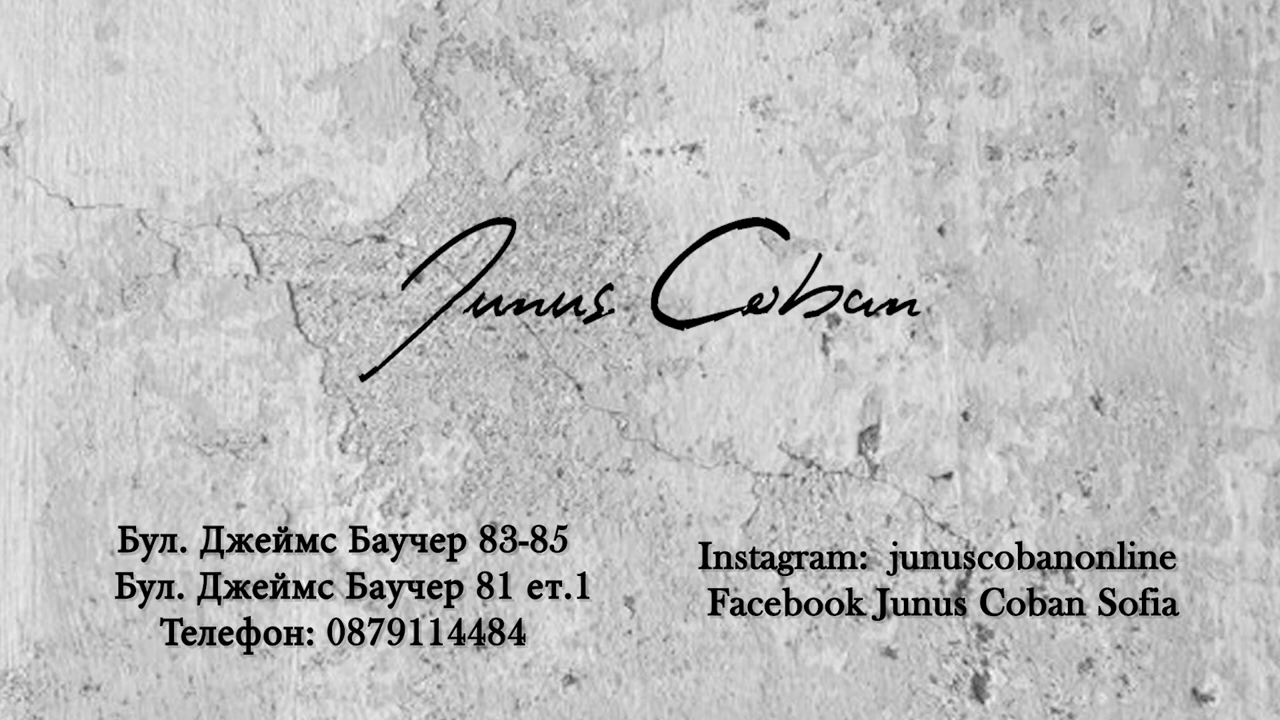 Junus Coban
Бул. Джеймс Баучер 83-85
Бул. Джеймс Баучер 81 ет.1
Телефон: 0879114484
Instagram: junuscobanonline
Facebook Junus Coban Sofia